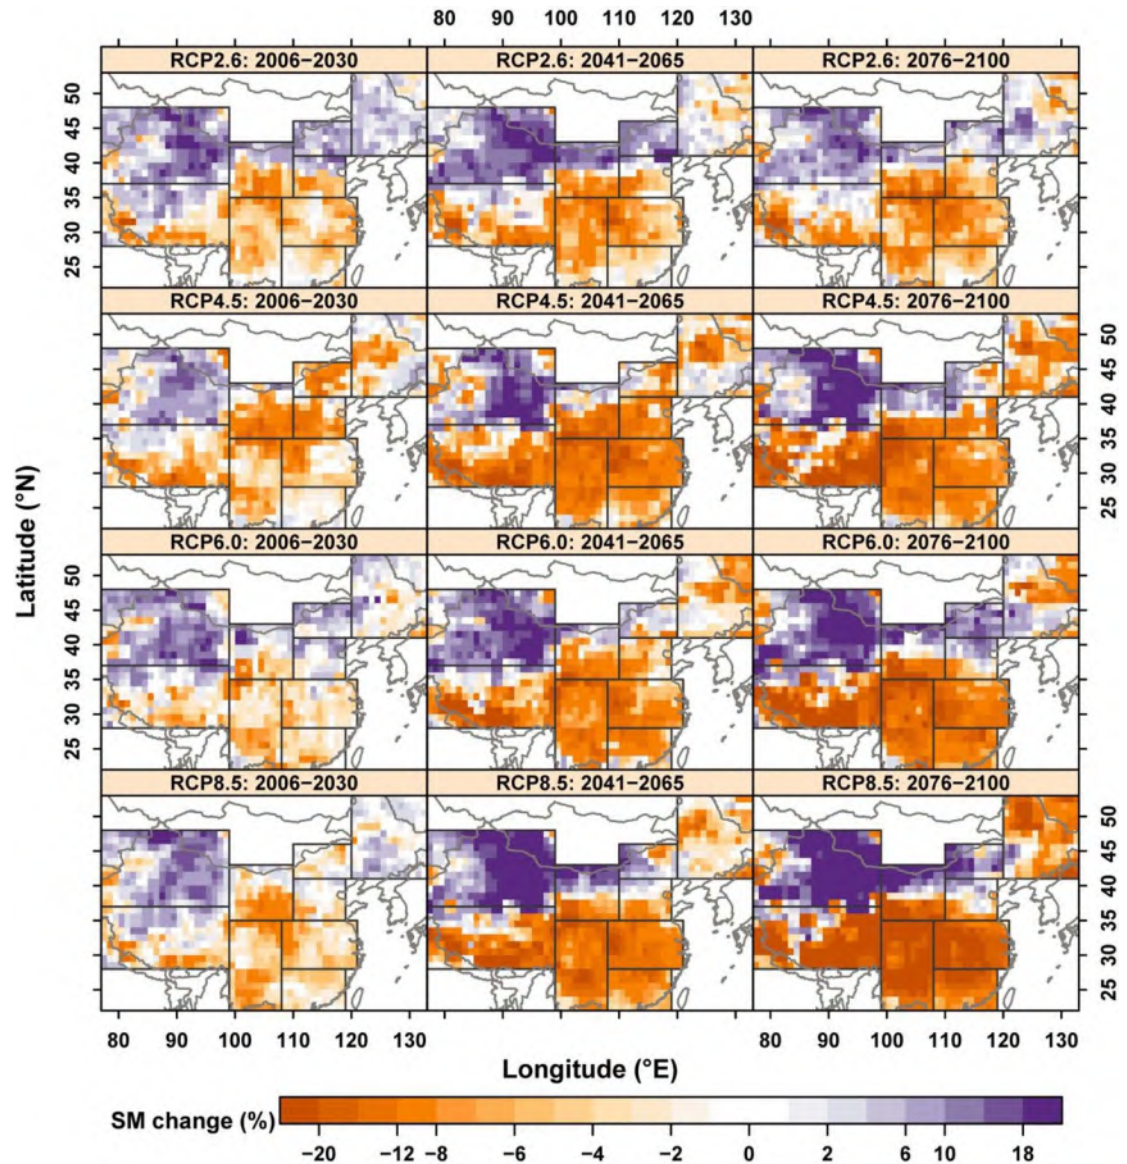 80 90 100 110 120 130
RCP2.6: 2006−2030 RCP2.6: 2041−2065 RCP2.6: 2076−2100
50
45
40
35
30
25
RCP4.5: 2006−2030 RCP4.5: 2041−2065 RCP4.5: 2076−2100
50
45
40
35
30
25
RCP6.0: 2006−2030 RCP6.0: 2041−2065 RCP6.0: 2076−2100
50
45
40
35
30
25
RCP8.5: 2006−2030 RCP8.5: 2041−2065 RCP8.5: 2076−2100
50
45
40
35
30
25
Latitude (°N)
80 90 100 110 120 130 80 90 100 110 120 130
Longitude (°E)
SM change (%)
−20 −12 −8 −6 −4 −2 0 2 6 10 18